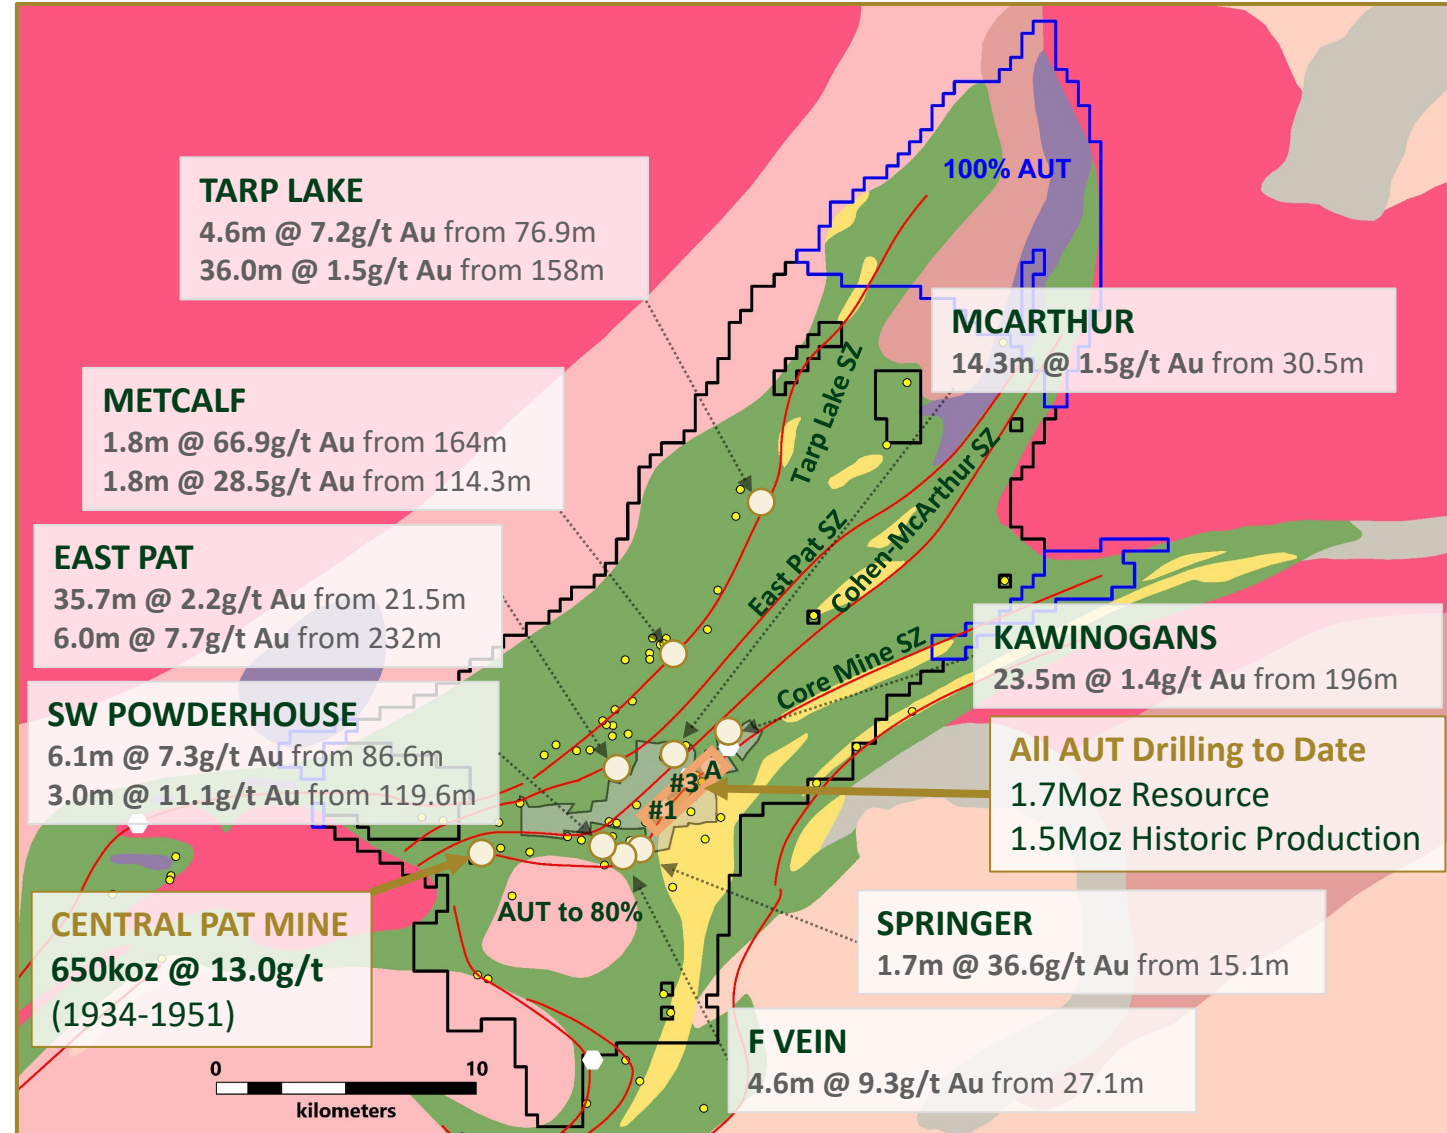 100% AUT
TARP LAKE
4.6m @ 7.2g/t Au from 76.9m
36.0m @ 1.5g/t Au from 158m
MCARTHUR
14.3m @ 1.5g/t Au from 30.5m
METCALF
1.8m @ 66.9g/t Au from 164m
1.8m @ 28.5g/t Au from 114.3m
Tarp Lake SZ
East Pat SZ
Cohen-McArthur SZ
Core Mine SZ
EAST PAT
35.7m @ 2.2g/t Au from 21.5m
6.0m @ 7.7g/t Au from 232m
KAWINOGANS
23.5m @ 1.4g/t Au from 196m
SW POWDERHOUSE
6.1m @ 7.3g/t Au from 86.6m
3.0m @ 11.1g/t Au from 119.6m
A
#3
#1
All AUT Drilling to Date
1.7Moz Resource
1.5Moz Historic Production
AUT to 80%
CENTRAL PAT MINE
650koz @ 13.0g/t
(1934-1951)
SPRINGER
1.7m @ 36.6g/t Au from 15.1m
F VEIN
4.6m @ 9.3g/t Au from 27.1m
0 10
kilometers